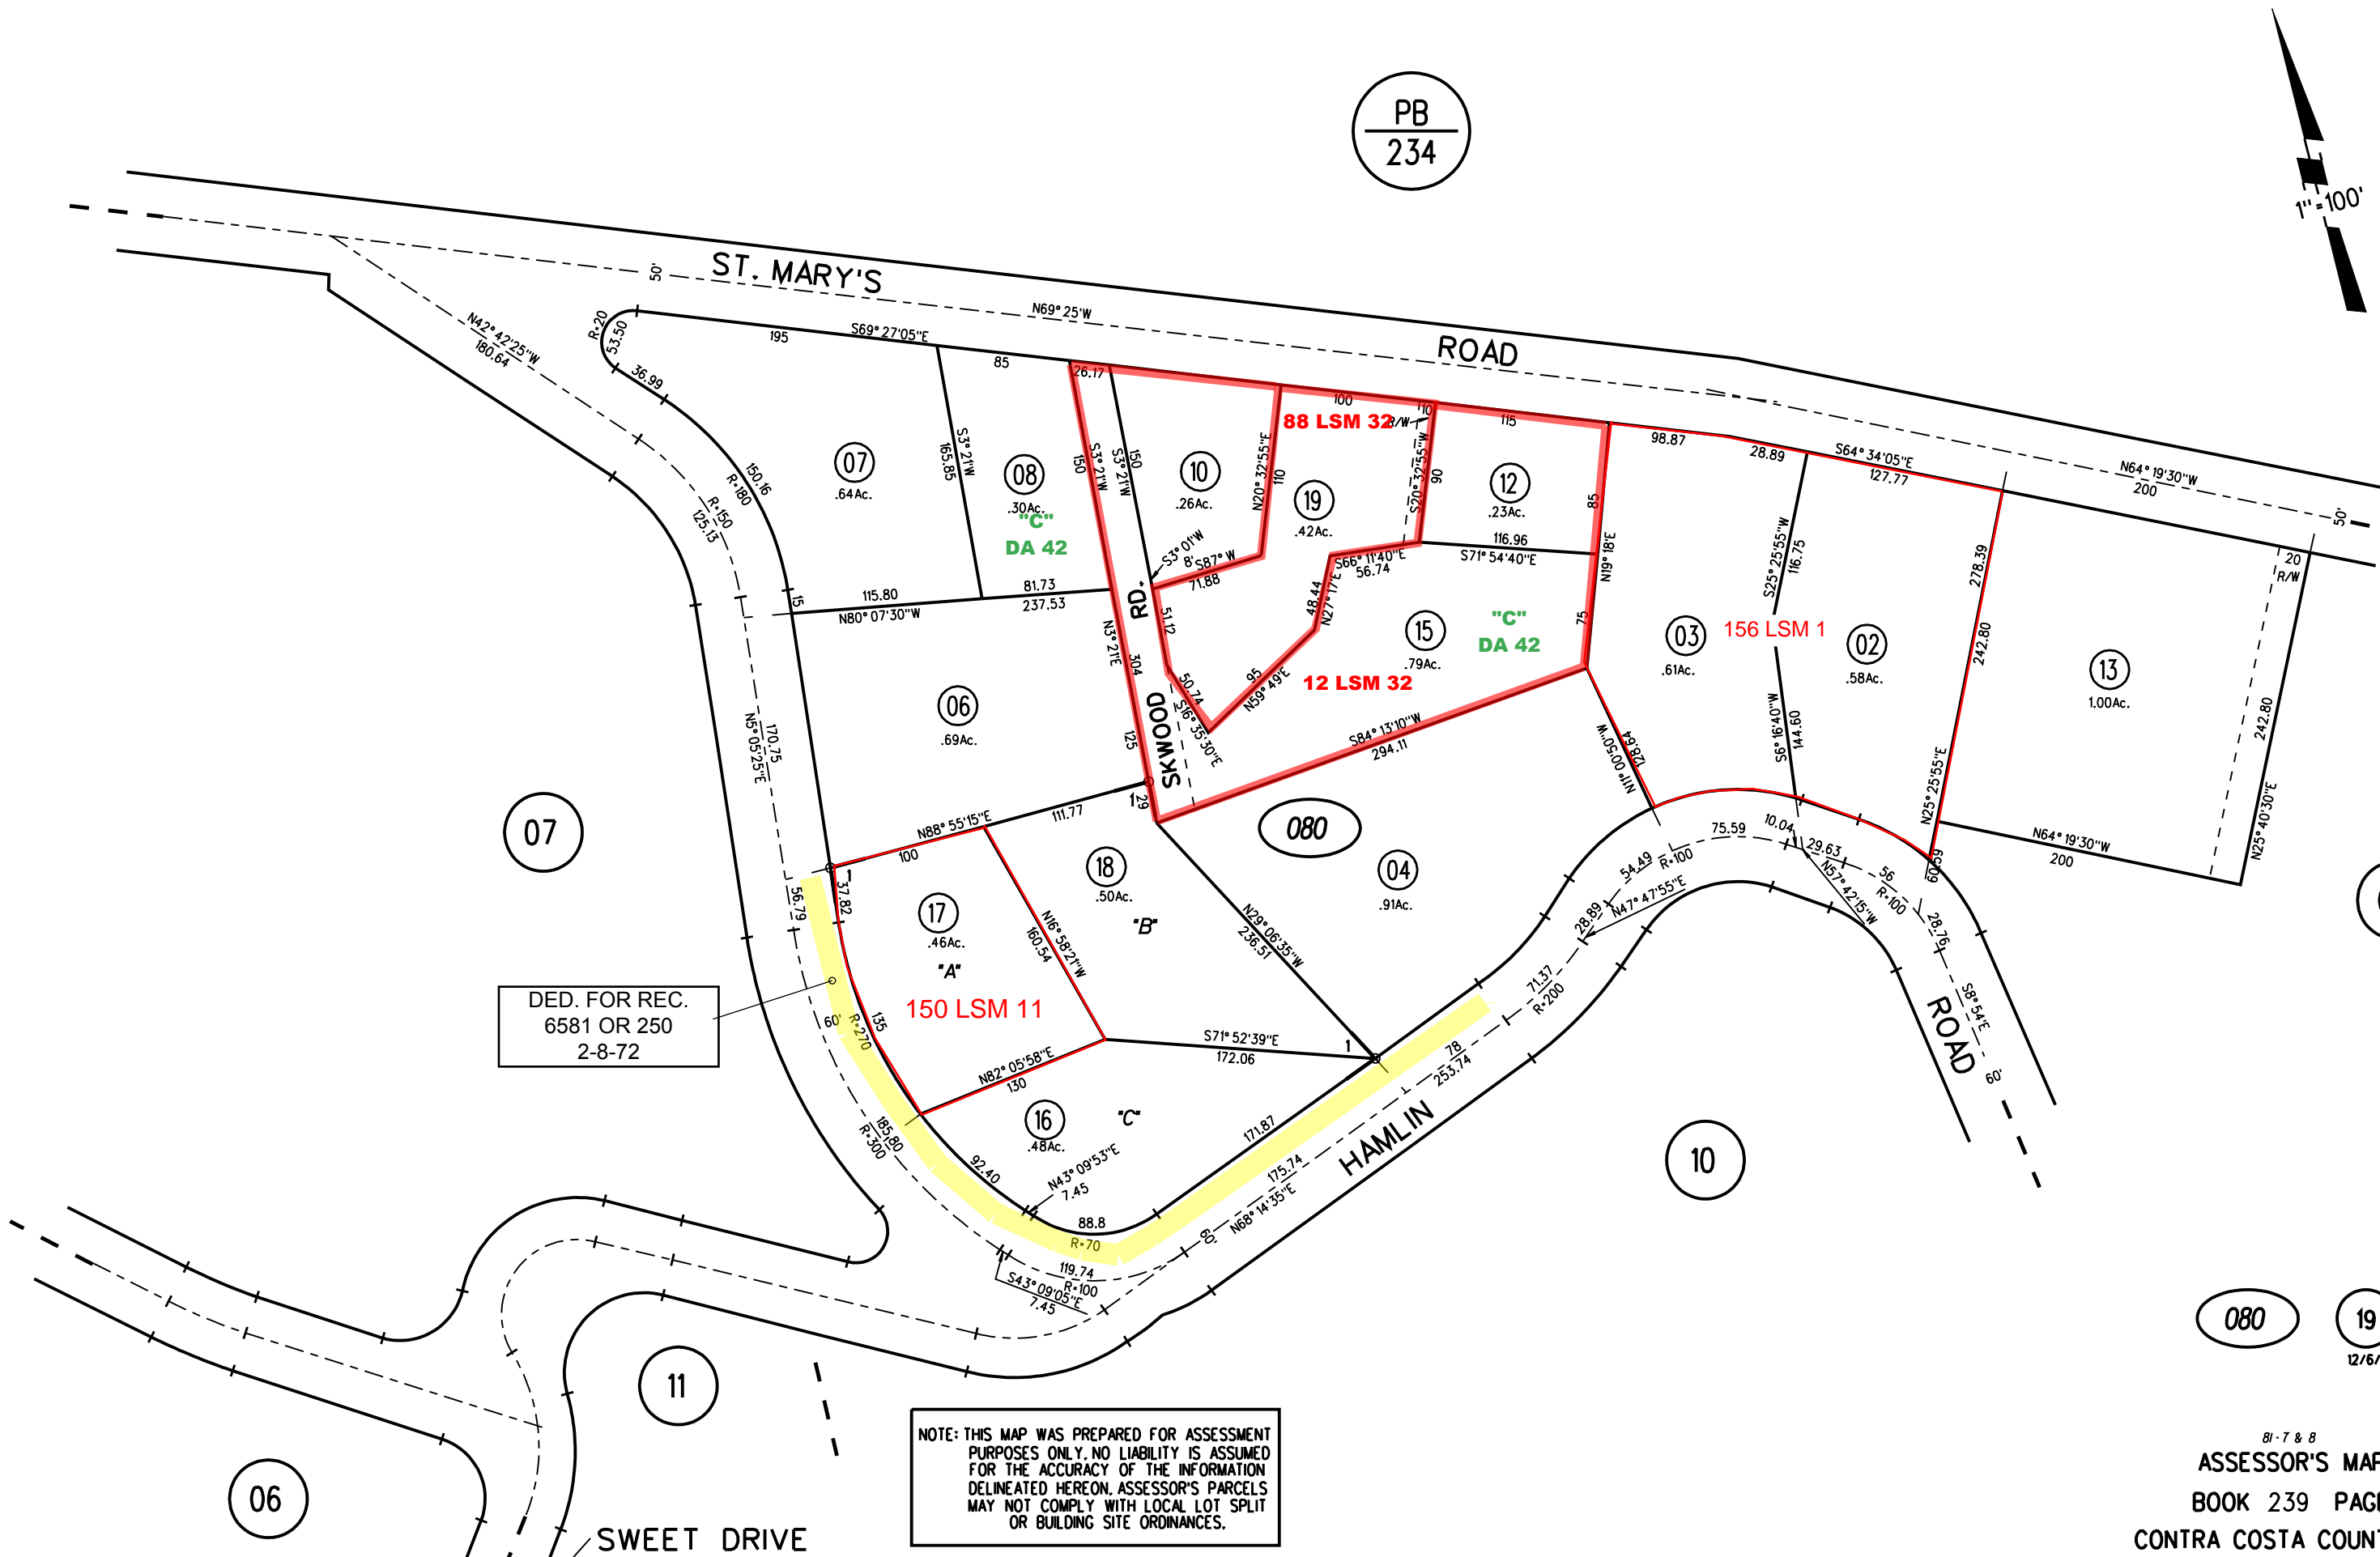 PB
234
1"=100'
ST. MARY'S
ROAD
50'
N69° 25'W
N42° 42'25"W
180.64
R=20
53.50
36.99
195
S69° 27'05"E
85
26.17
100
10
R/W
115
98.87
28.89
S64° 34'05"E
127.77
N64° 19'30"W
200
50'
20
R/W
150.16
R=180
R=150
125.13
15
07
.64Ac.
S3° 21'W
165.85
08
.30Ac.
"C"
DA 42
S3° 21'W
150
150
S3° 21'W
10
.26Ac.
N20° 32'55"E
110
88 LSM 32
19
.42Ac.
S20° 32'55"W
90
12
.23Ac.
85
116.96
S71° 54'40"E
N19° 18'E
75
S3° 01'W
8'
S87° W
71.88
S66° 11'40"E
56.74
48.44
N27° 17'E
51.12
50.74
S16° 35'30"E
95
N59° 49'E
15
.79Ac.
"C"
DA 42
12 LSM 32
S84° 13'10"W
294.11
115.80
N80° 07'30"W
81.73
237.53
N3° 21'E
304
125
29
1
SKWOOD
RD.
06
.69Ac.
N5° 05'25"E
170.75
03
.61Ac.
156 LSM 1
02
.58Ac.
S25° 25'55"W
116.75
S6° 16'40"W
144.60
278.39
242.80
N25° 25'55"E
60.59
13
1.00Ac.
242.80
N25° 40'30"E
N64° 19'30"W
200
N11° 00'50"W
128.64
080
04
.91Ac.
N29° 06'35"W
236.51
75.59
R=100
54.49
10.04
29.63
56
R=100
N57° 42'15"W
28.76
S8° 54'E
60'
28.89
N47° 47'55"E
71.37
R=200
ROAD
07
N88° 55'15"E
100
111.77
1
37.82
56.79
17
.46Ac.
"A"
150 LSM 11
N16° 58'21"W
160.54
18
.50Ac.
"B"
DED. FOR REC.
6581 OR 250
2-8-72
60'
R=270
135
N82° 05'58"E
130
S71° 52'39"E
172.06
1
16
.48Ac.
"C"
185.80
R=300
92.40
N43° 09'53"E
7.45
88.8
R=70
171.87
175.74
N68° 14'35"E
78
253.74
HAMLIN
60'
119.74
R=100
S43° 09'05"E
7.45
10
11
06
SWEET DRIVE
NOTE: THIS MAP WAS PREPARED FOR ASSESSMENT
PURPOSES ONLY. NO LIABILITY IS ASSUMED
FOR THE ACCURACY OF THE INFORMATION
DELINEATED HEREON. ASSESSOR'S PARCELS
MAY NOT COMPLY WITH LOCAL LOT SPLIT
OR BUILDING SITE ORDINANCES.
080
19
12/6/
81-7 & 8
ASSESSOR'S MAP
BOOK 239 PAG
CONTRA COSTA COUN